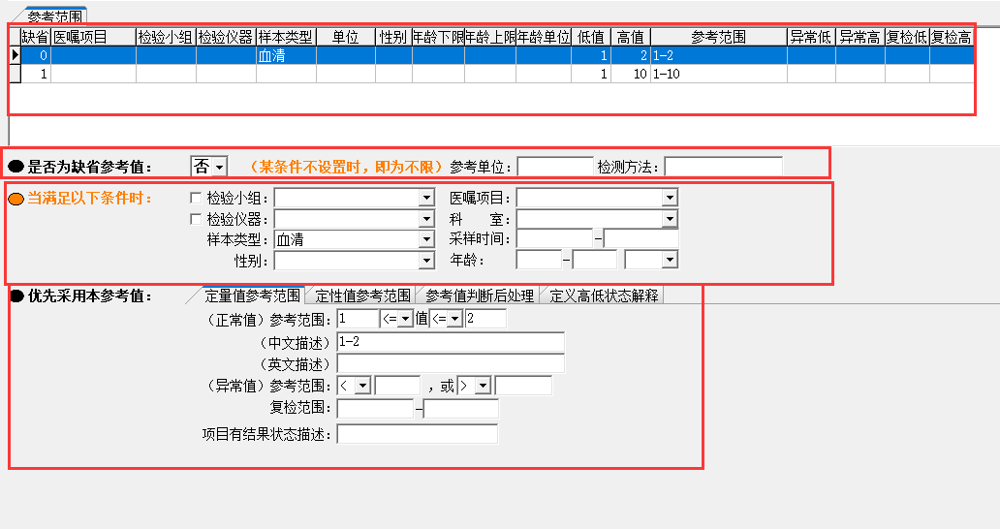 参考范围
缺省 医嘱项目 检验小组 检验仪器 样本类型 单位 性别 年龄下限 年龄上限 年龄单位 低值 高值 参考范围 异常低 异常高 复检低 复检高
0 血清 1 2 1-2
1 1 10 1-10
是否为缺省参考值： 否 （某条件不设置时，即为不限） 参考单位： 检测方法：
当满足以下条件时： 检验小组： 医嘱项目：
检验仪器： 科 室：
样本类型： 血清 采样时间： -
性别： 年龄： -
优先采用本参考值： 定量值参考范围 定性值参考范围 参考值判断后处理 定义高低状态解释
（正常值）参考范围： 1 <= 值 <= 2
（中文描述） 1-2
（英文描述）
（异常值）参考范围： < ，或 >
复检范围： -
项目有结果状态描述：